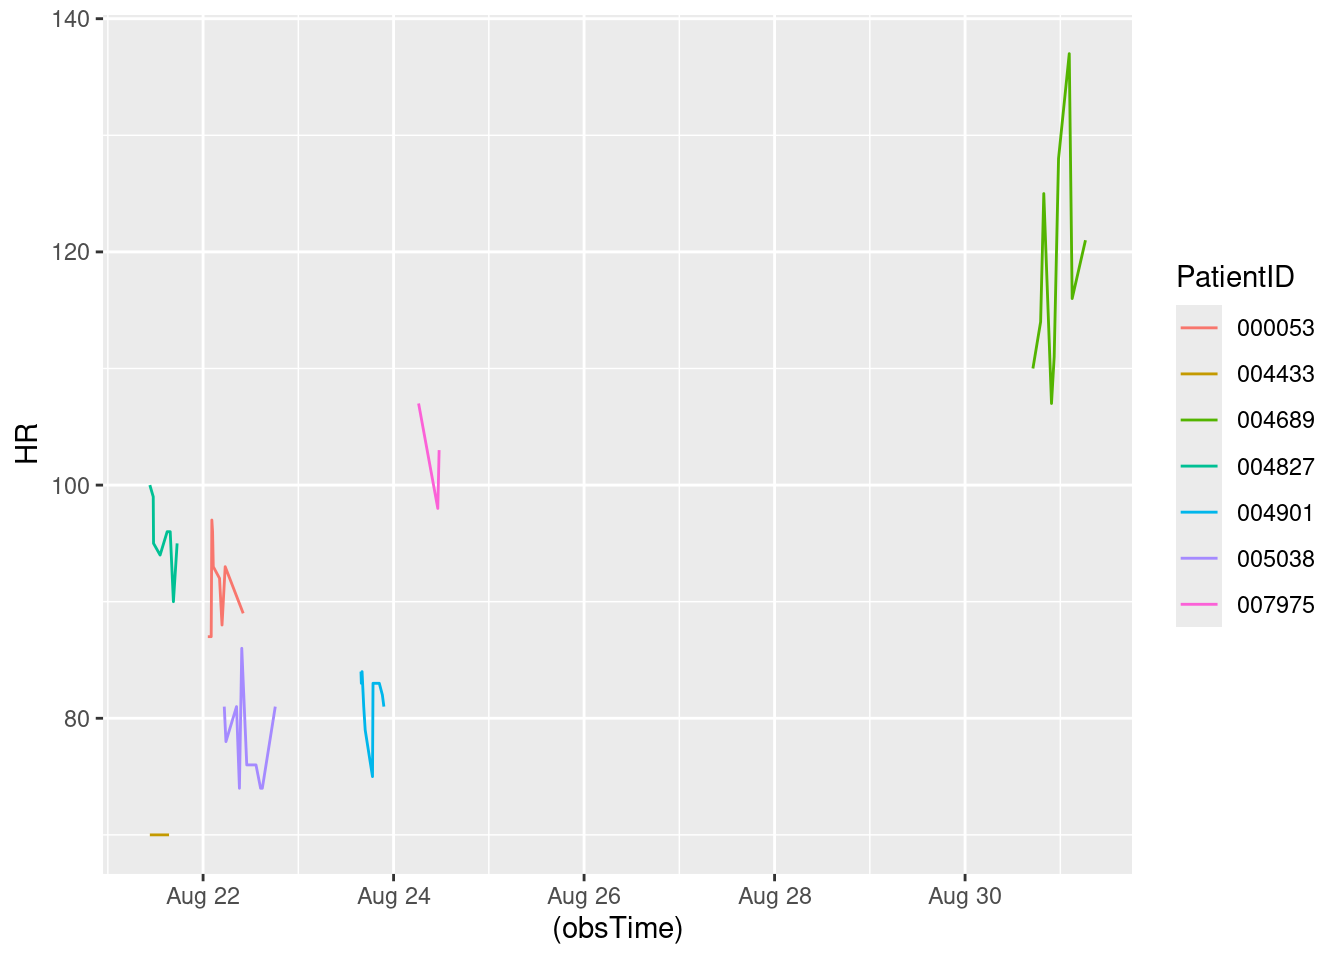 140
120
100
80
HR
Aug 22
Aug 24
Aug 26
Aug 28
Aug 30
(obsTime)
PatientID
000053
004433
004689
004827
004901
005038
007975